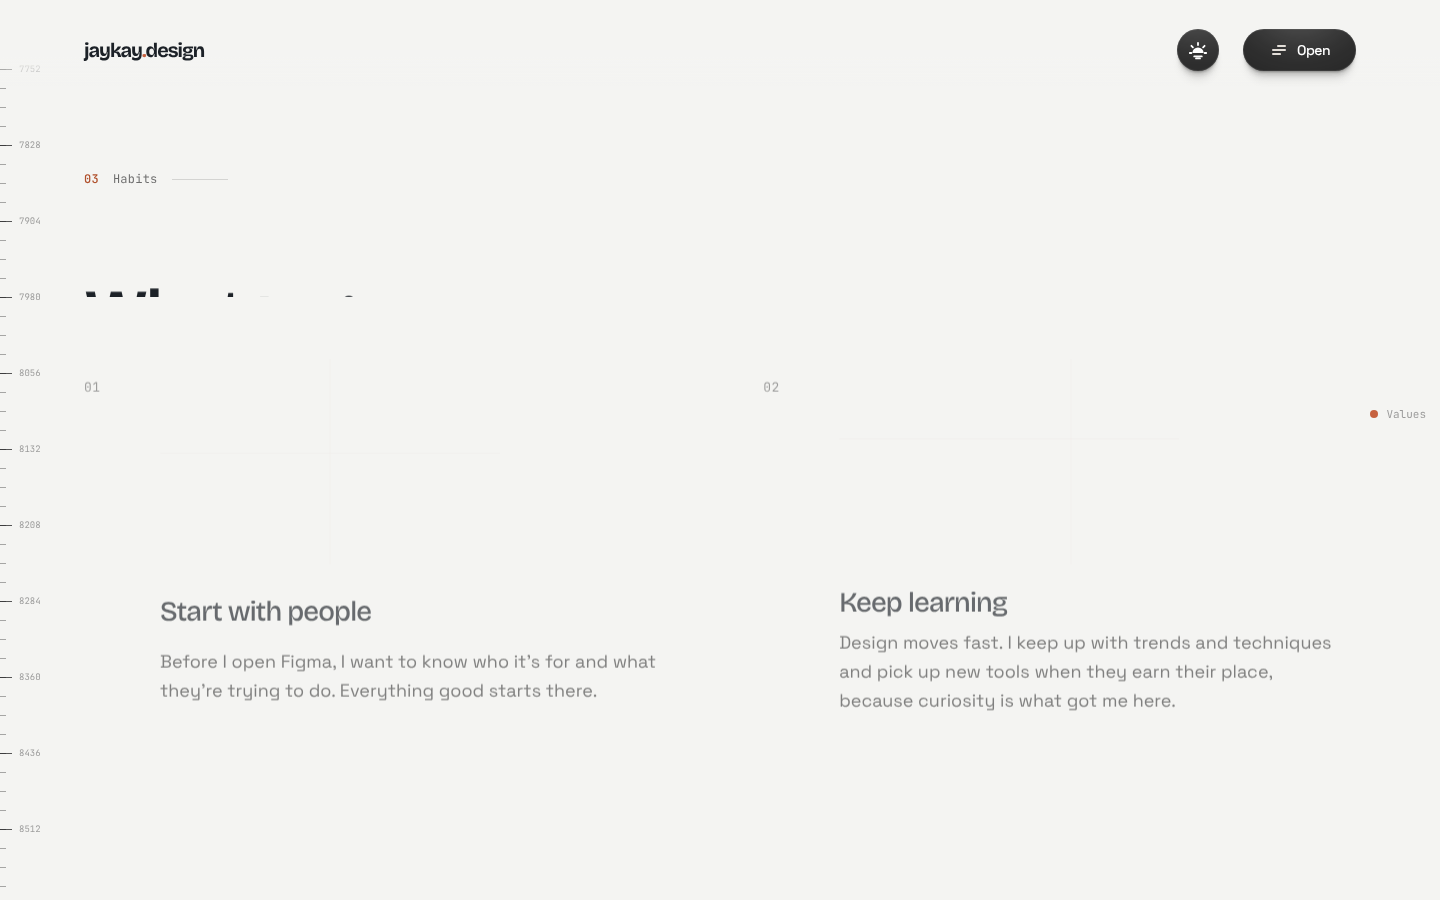 jaykay.design
Open
7752
7828
03 Habits
7904
7980
8056
01
02
Values
8132
8208
8284
Start with people
Keep learning
Before I open Figma, I want to know who it's for and what
they're trying to do. Everything good starts there.
Design moves fast. I keep up with trends and techniques
and pick up new tools when they earn their place,
because curiosity is what got me here.
8360
8436
8512